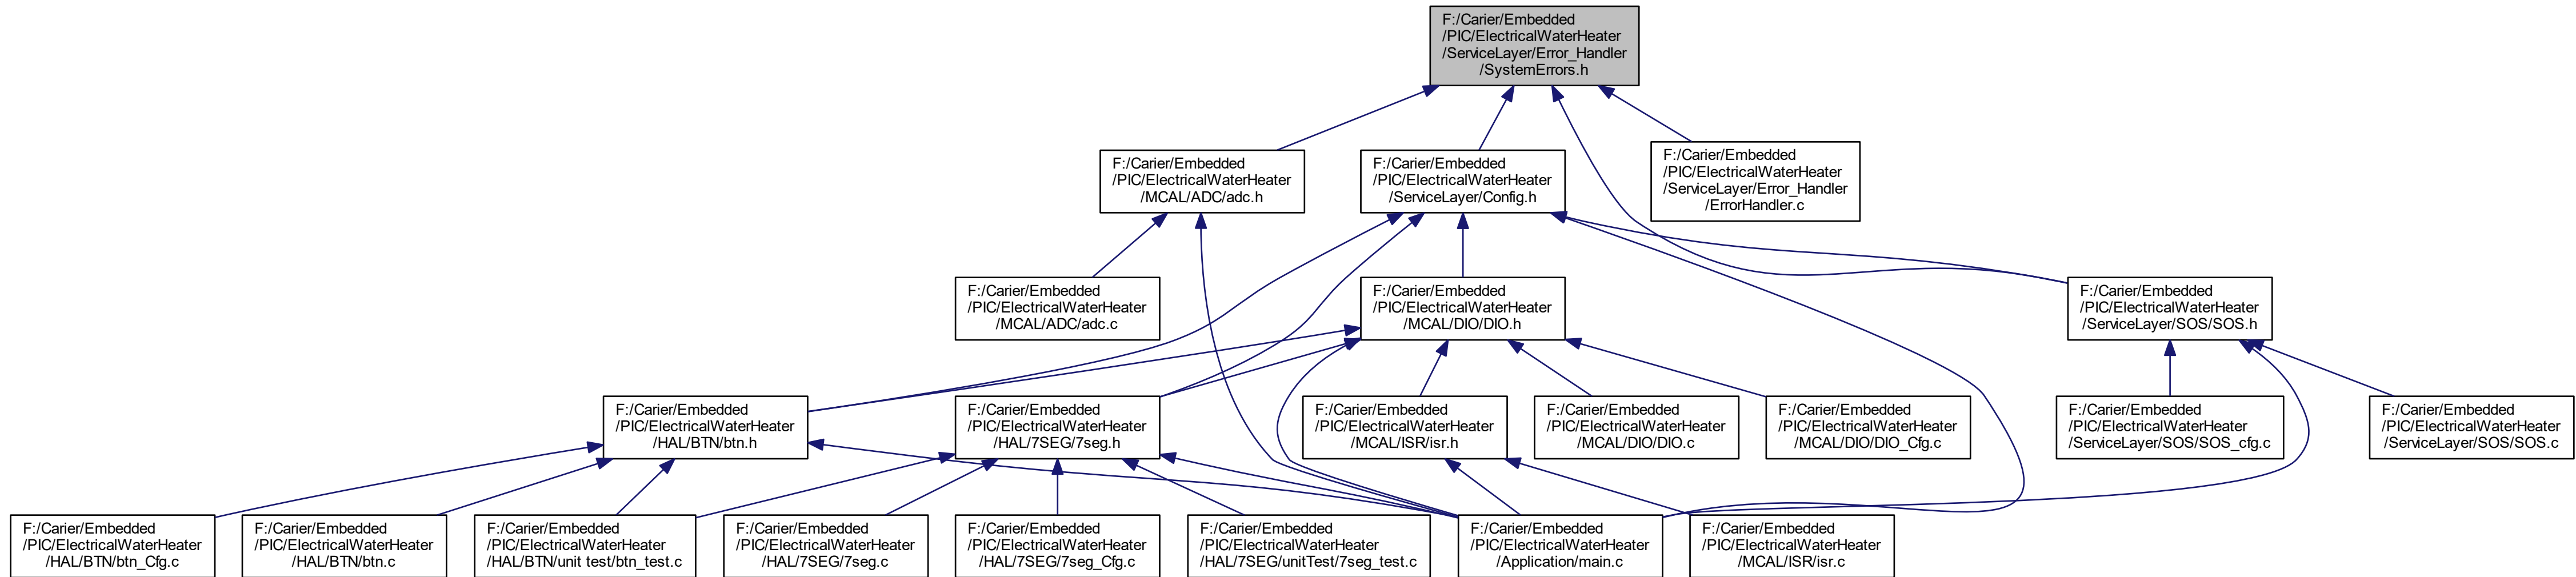 F:/Carier/Embedded
/PIC/ElectricalWaterHeater
/ServiceLayer/Error_Handler
/SystemErrors.h
F:/Carier/Embedded
/PIC/ElectricalWaterHeater
/MCAL/ADC/adc.h
F:/Carier/Embedded
/PIC/ElectricalWaterHeater
/ServiceLayer/Config.h
F:/Carier/Embedded
/PIC/ElectricalWaterHeater
/ServiceLayer/Error_Handler
/ErrorHandler.c
F:/Carier/Embedded
/PIC/ElectricalWaterHeater
/MCAL/ADC/adc.c
F:/Carier/Embedded
/PIC/ElectricalWaterHeater
/MCAL/DIO/DIO.h
F:/Carier/Embedded
/PIC/ElectricalWaterHeater
/ServiceLayer/SOS/SOS.h
F:/Carier/Embedded
/PIC/ElectricalWaterHeater
/HAL/BTN/btn.h
F:/Carier/Embedded
/PIC/ElectricalWaterHeater
/HAL/7SEG/7seg.h
F:/Carier/Embedded
/PIC/ElectricalWaterHeater
/MCAL/ISR/isr.h
F:/Carier/Embedded
/PIC/ElectricalWaterHeater
/MCAL/DIO/DIO.c
F:/Carier/Embedded
/PIC/ElectricalWaterHeater
/MCAL/DIO/DIO_Cfg.c
F:/Carier/Embedded
/PIC/ElectricalWaterHeater
/ServiceLayer/SOS/SOS_cfg.c
F:/Carier/Embedded
/PIC/ElectricalWaterHeater
/ServiceLayer/SOS/SOS.c
F:/Carier/Embedded
/PIC/ElectricalWaterHeater
/HAL/BTN/btn_Cfg.c
F:/Carier/Embedded
/PIC/ElectricalWaterHeater
/HAL/BTN/btn.c
F:/Carier/Embedded
/PIC/ElectricalWaterHeater
/HAL/BTN/unit test/btn_test.c
F:/Carier/Embedded
/PIC/ElectricalWaterHeater
/HAL/7SEG/7seg.c
F:/Carier/Embedded
/PIC/ElectricalWaterHeater
/HAL/7SEG/7seg_Cfg.c
F:/Carier/Embedded
/PIC/ElectricalWaterHeater
/HAL/7SEG/unitTest/7seg_test.c
F:/Carier/Embedded
/PIC/ElectricalWaterHeater
/Application/main.c
F:/Carier/Embedded
/PIC/ElectricalWaterHeater
/MCAL/ISR/isr.c